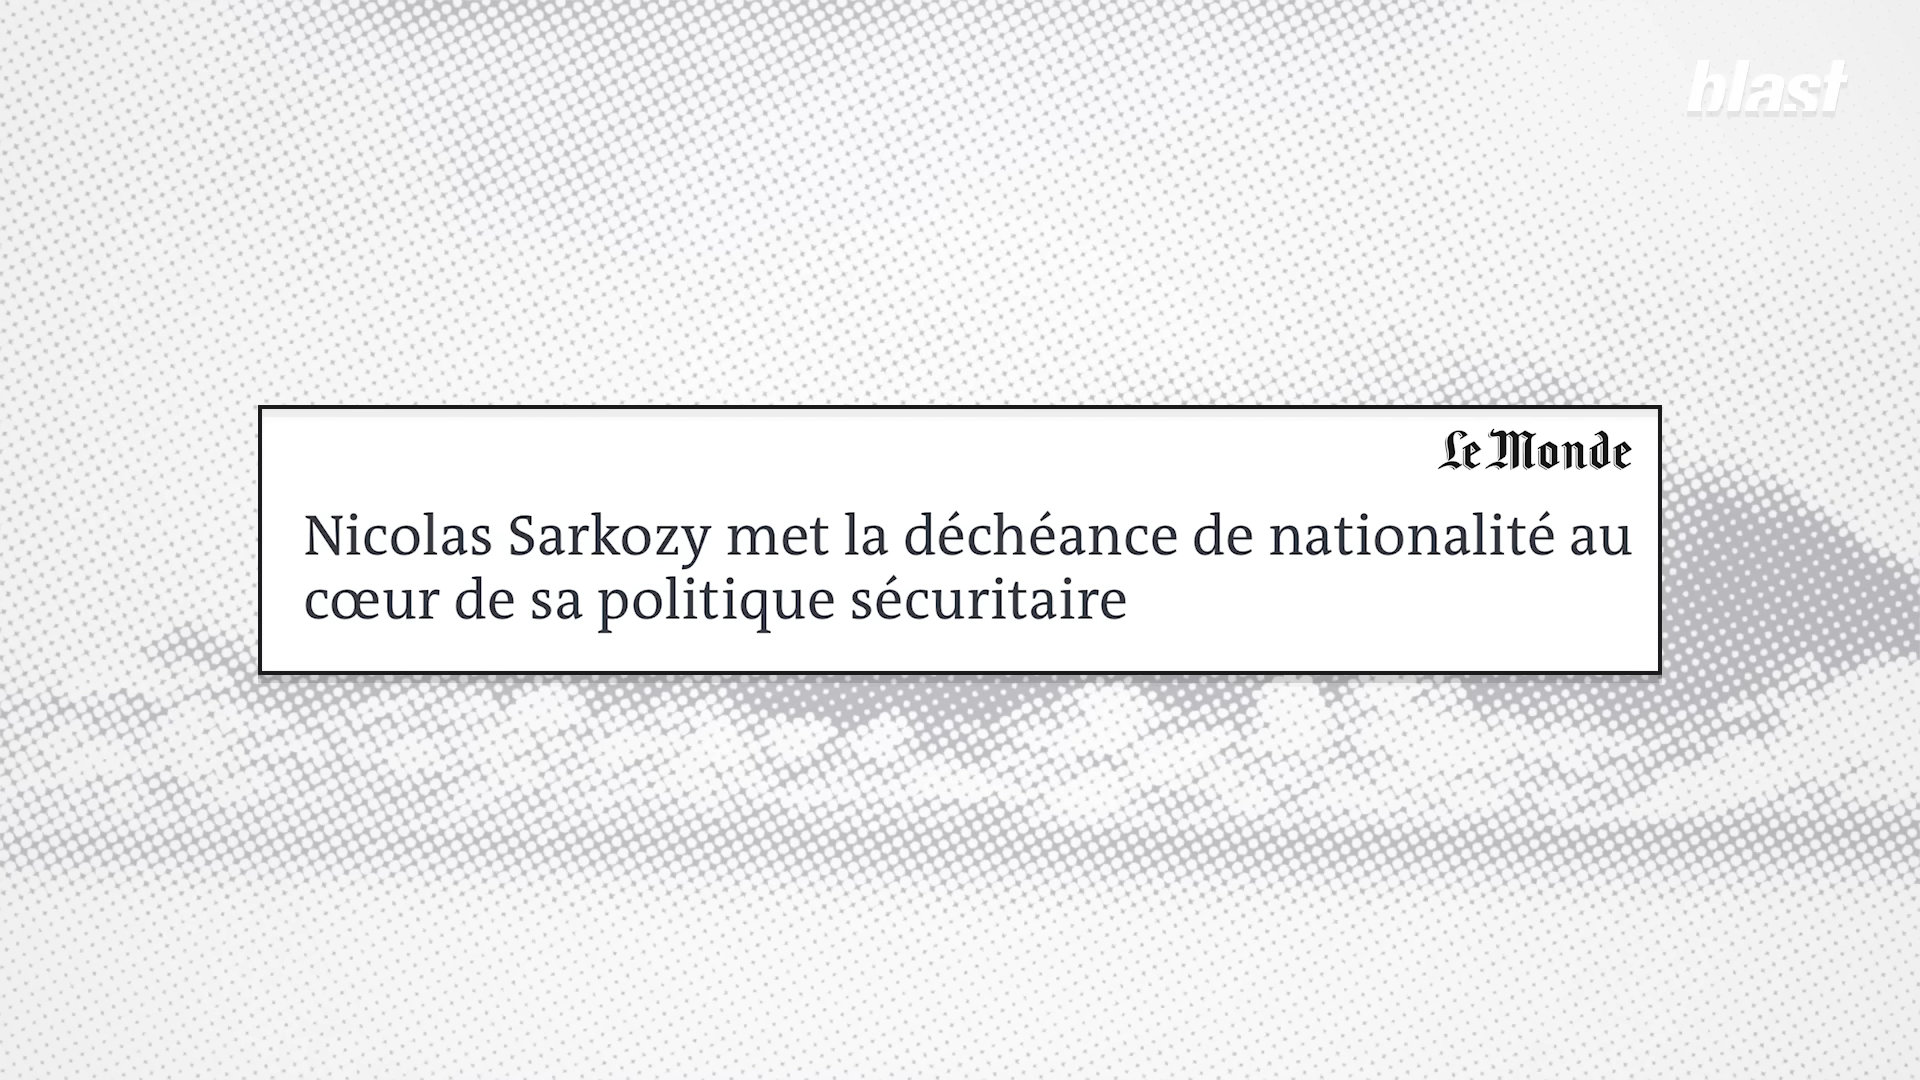 blast
Le Monde
Nicolas Sarkozy met la déchéance de nationalité au
cœur de sa politique sécuritaire